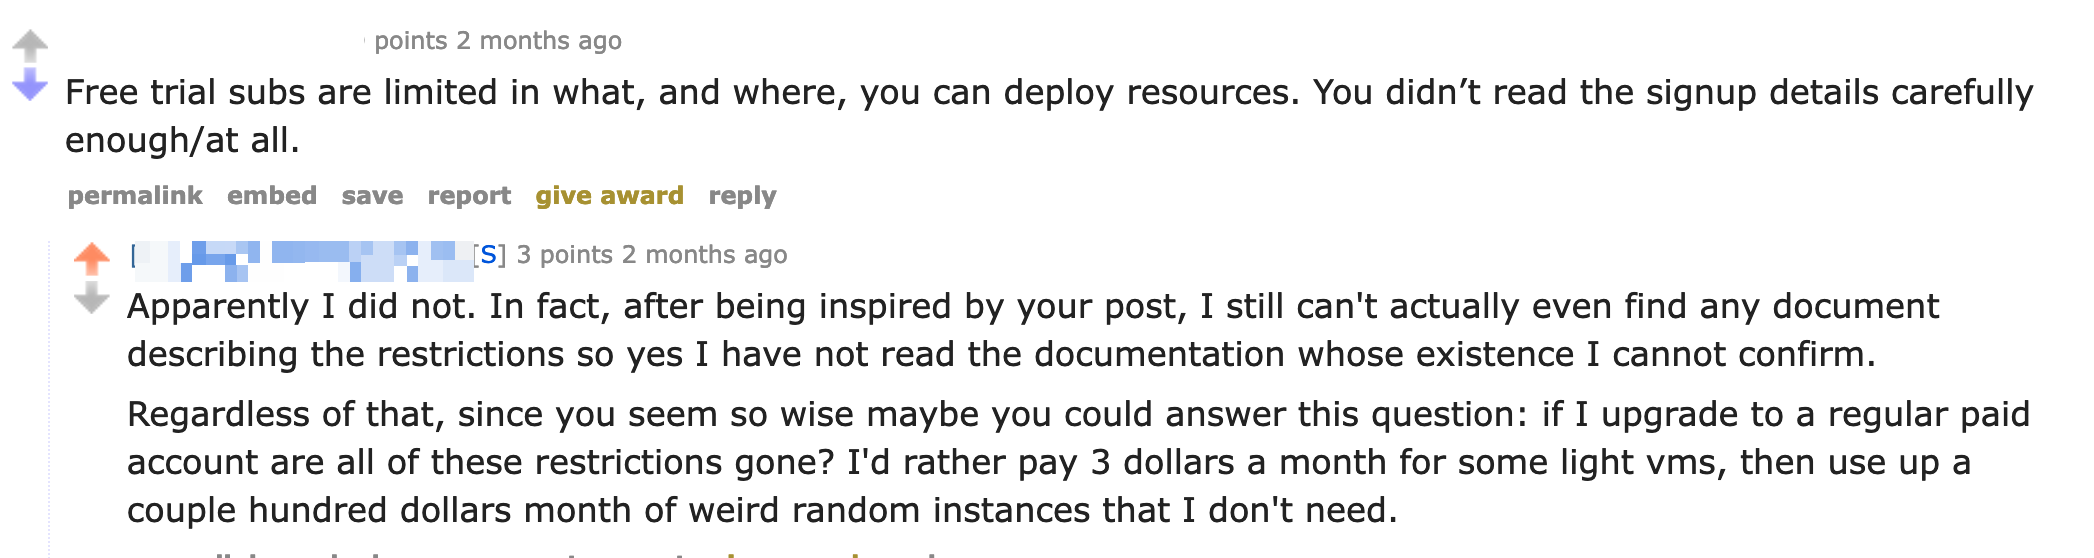 points 2 months ago
Free trial subs are limited in what, and where, you can deploy resources. You didn’t read the signup details carefully
enough/at all.
permalink embed save report give award reply
[S] 3 points 2 months ago
Apparently I did not. In fact, after being inspired by your post, I still can't actually even find any document
describing the restrictions so yes I have not read the documentation whose existence I cannot confirm.
Regardless of that, since you seem so wise maybe you could answer this question: if I upgrade to a regular paid
account are all of these restrictions gone? I'd rather pay 3 dollars a month for some light vms, then use up a
couple hundred dollars month of weird random instances that I don't need.